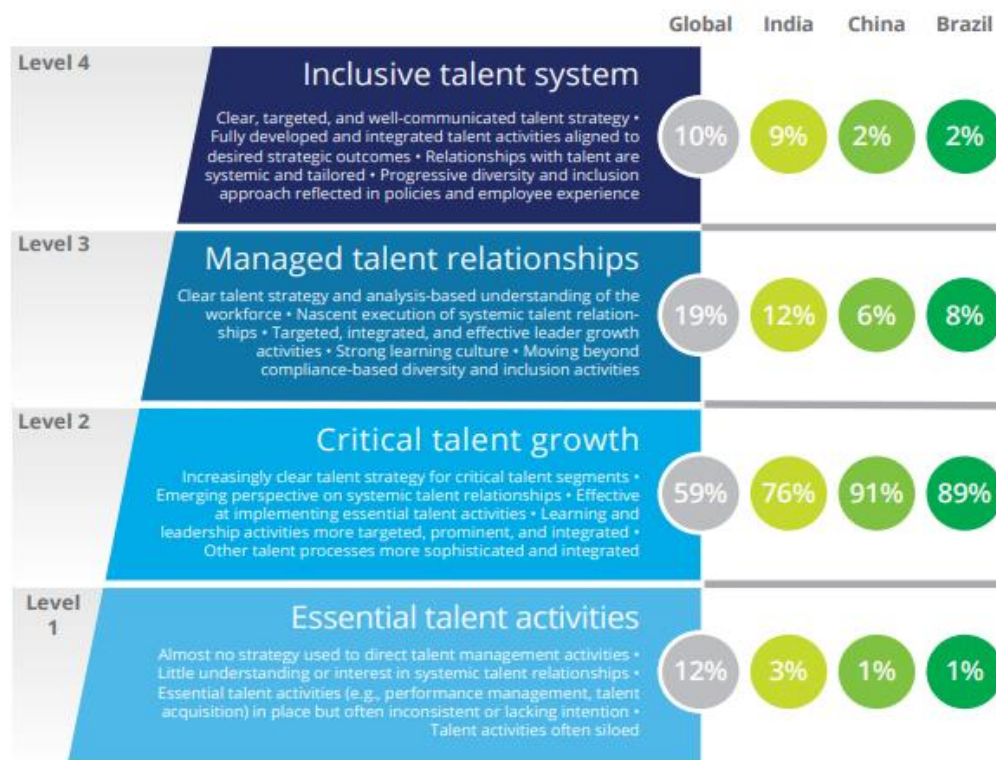 Global India China Brazil
Level 4
Inclusive talent system
Clear, targeted, and well-communicated talent strategy •
Fully developed and integrated talent activities aligned to
desired strategic outcomes • Relationships with talent are
systemic and tailored • Progressive diversity and inclusion
approach reflected in policies and employee experience
10% 9% 2% 2%
Level 3
Managed talent relationships
Clear talent strategy and analysis-based understanding of the
workforce • Nascent execution of systemic talent relation-
ships • Targeted, integrated, and effective leader growth
activities • Strong learning culture • Moving beyond
compliance-based diversity and inclusion activities
19% 12% 6% 8%
Level 2
Critical talent growth
Increasingly clear talent strategy for critical talent segments •
Emerging perspective on systemic talent relationships • Effective
at implementing essential talent activities • Learning and
leadership activities more targeted, prominent, and integrated •
Other talent processes more sophisticated and integrated
59% 76% 91% 89%
Level
1
Essential talent activities
Almost no strategy used to direct talent management activities •
Little understanding or interest in systemic talent relationships •
Essential talent activities (e.g., performance management, talent
acquisition) in place but often inconsistent or lacking intention •
Talent activities often siloed
12% 3% 1% 1%